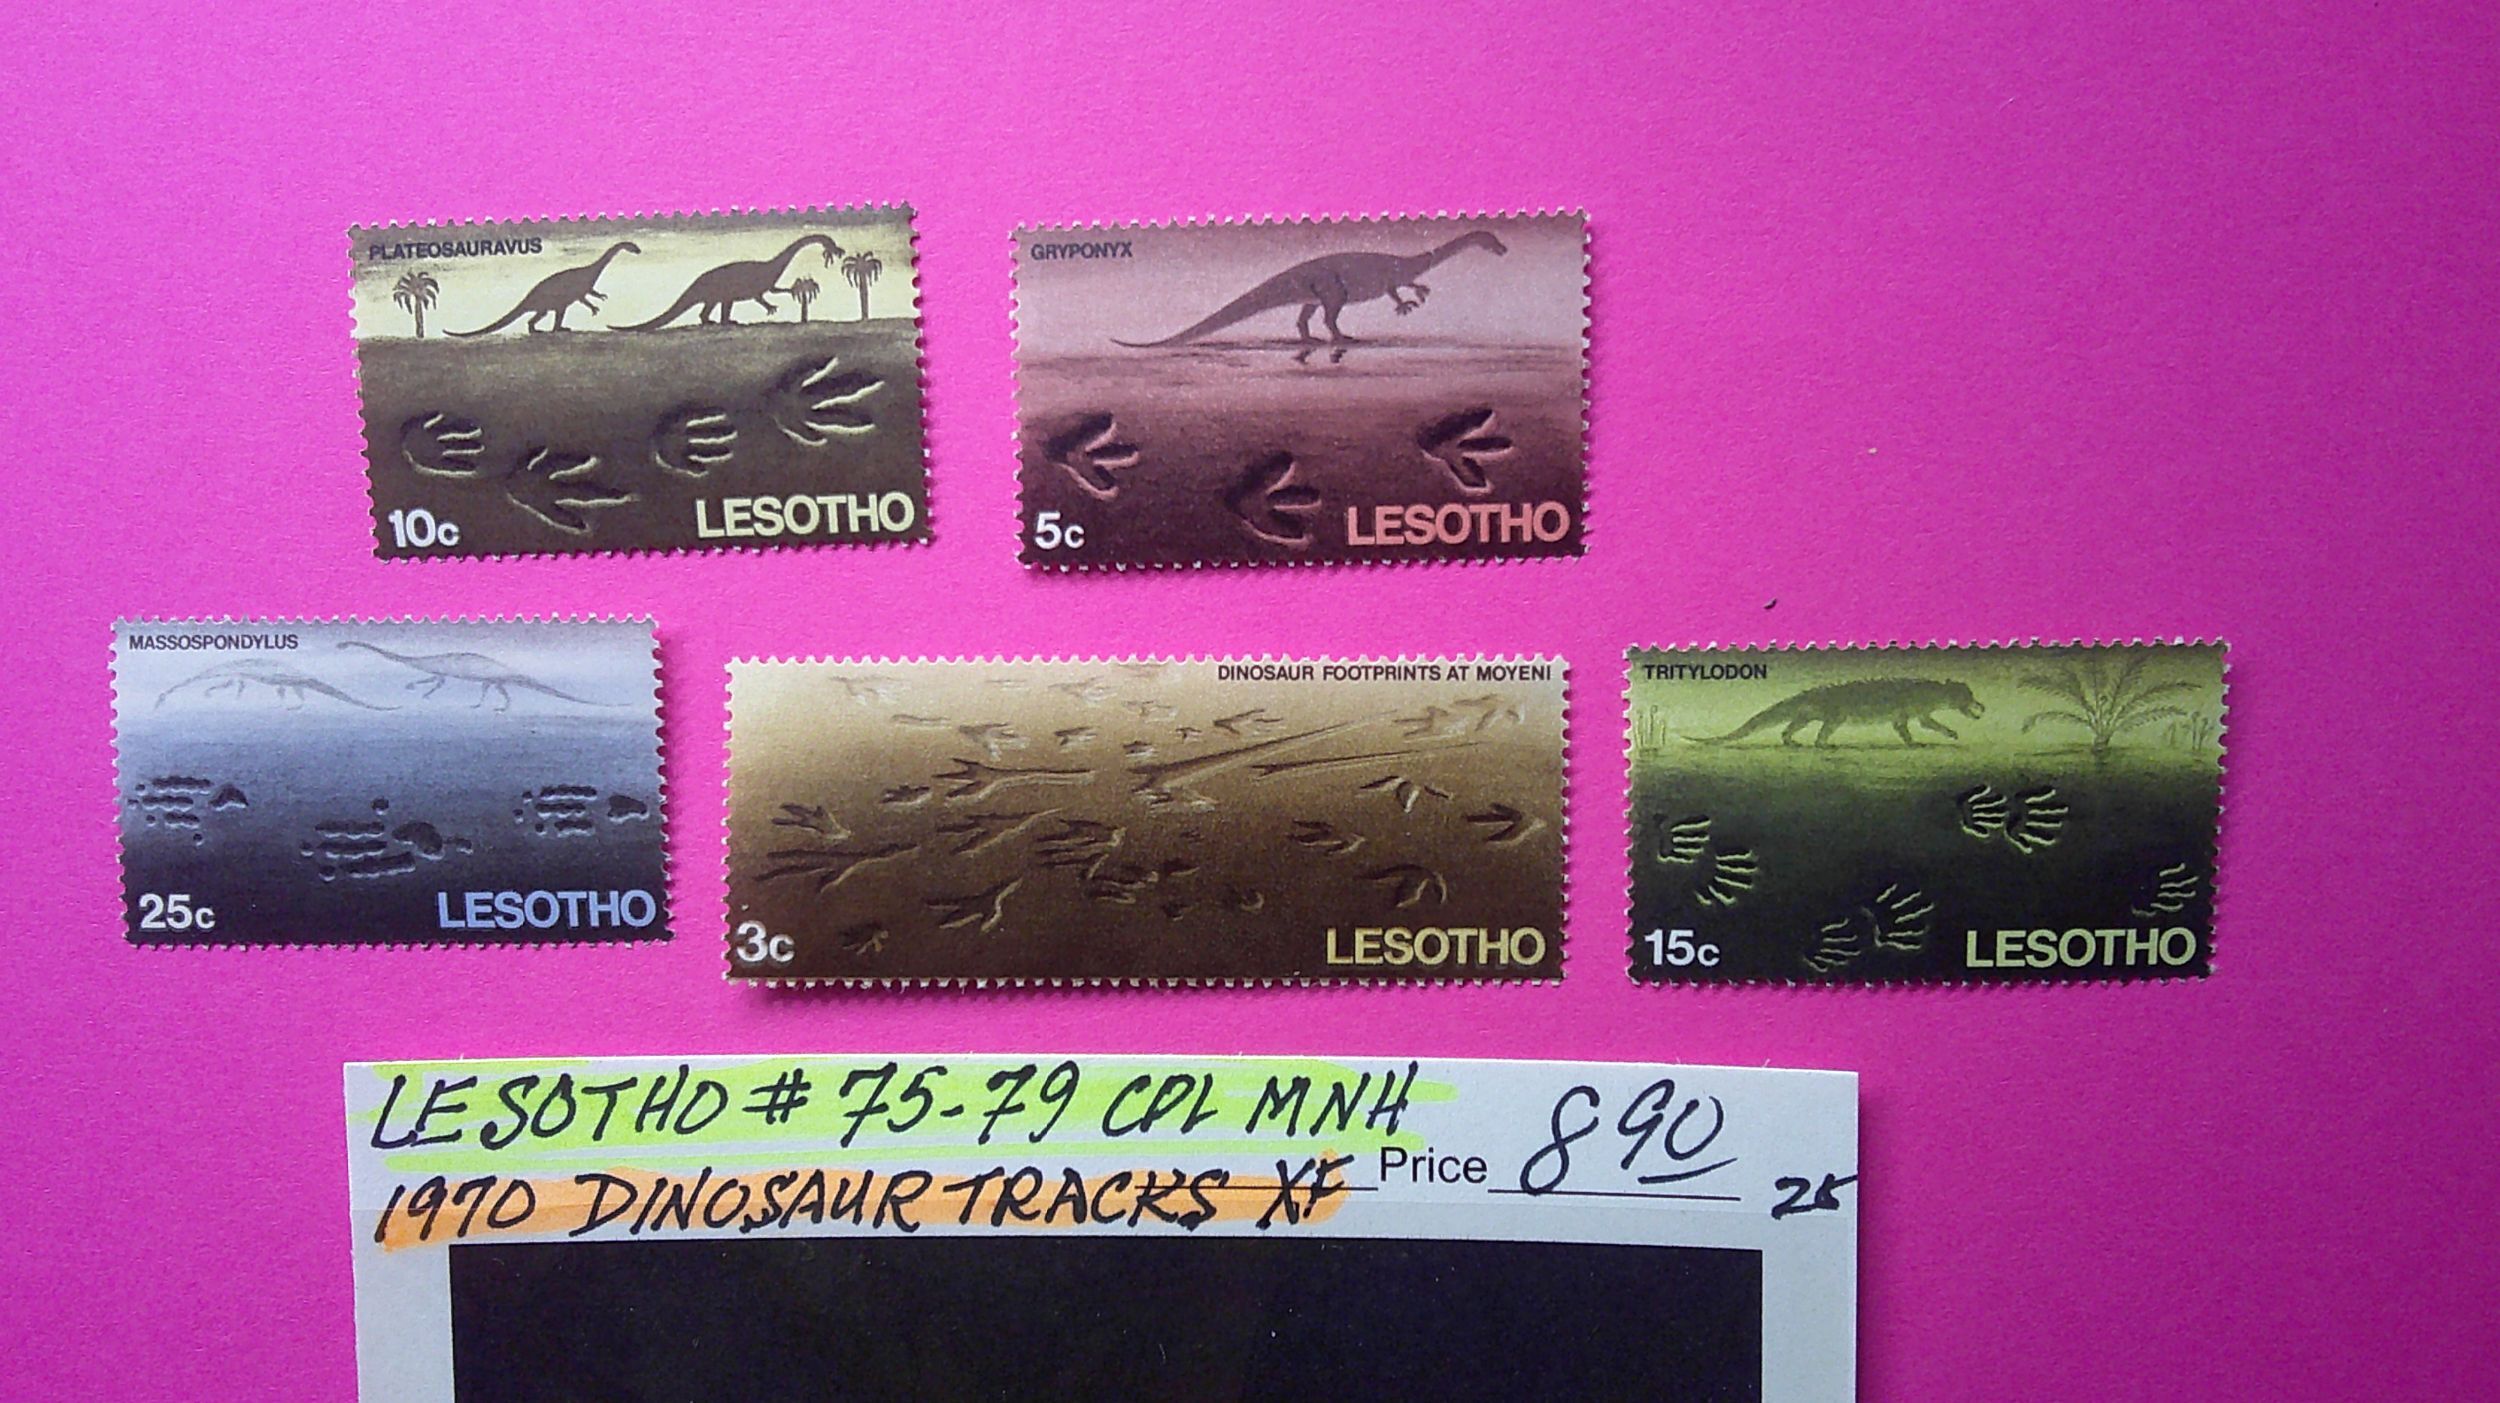 PLATEOSAURAVUS
10c LESOTHO
GRYPONYX
5c LESOTHO
MASSOSPONDYLUS
25c LESOTHO
DINOSAUR FOOTPRINTS AT MOYENI
3c LESOTHO
TRITYLODON
15c LESOTHO
LESOTHO # 75-79 CPL MNH
1970 DINOSAUR TRACKS XF Price 8 90 25